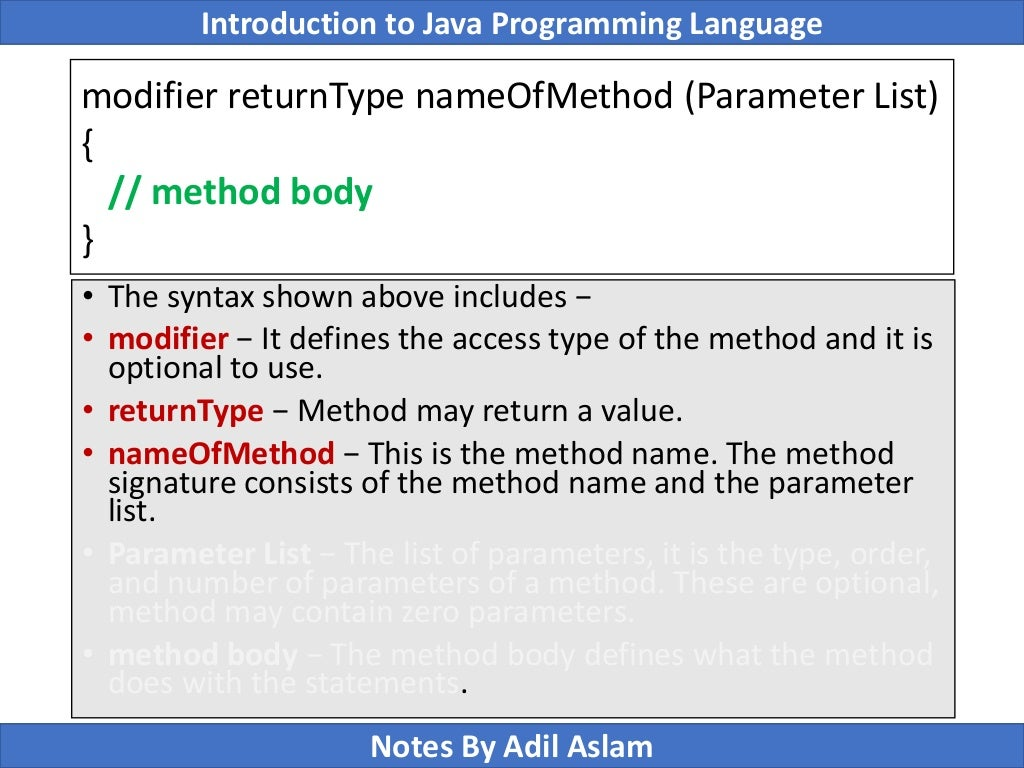 Introduction to Java Programming Language
modifier returnType nameOfMethod (Parameter List)
{
// method body
}
• The syntax shown above includes −
• modifier − It defines the access type of the method and it is
optional to use.
• returnType − Method may return a value.
• nameOfMethod − This is the method name. The method
signature consists of the method name and the parameter
list.
• Parameter List − The list of parameters, it is the type, order,
and number of parameters of a method. These are optional,
method may contain zero parameters.
• method body − The method body defines what the method
does with the statements.
Notes By Adil Aslam